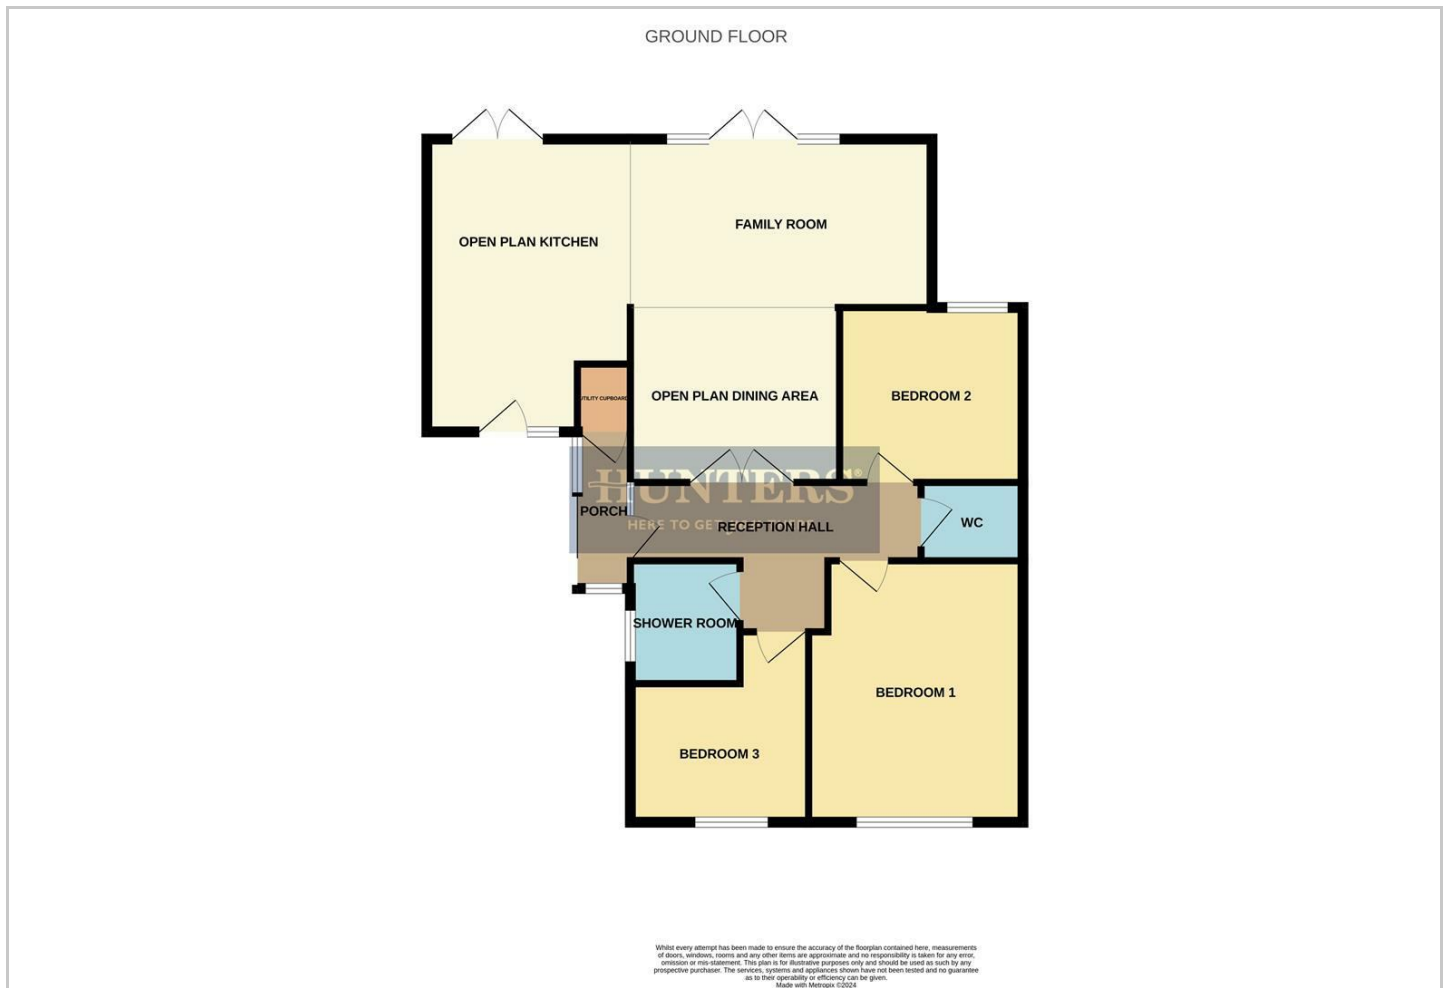 GROUND FLOOR
FAMILY ROOM
OPEN PLAN KITCHEN
UTILITY CUPBOARD
OPEN PLAN DINING AREA
BEDROOM 2
HUNTERS®
HERE TO GET
PORCH
RECEPTION HALL
WC
SHOWER ROOM
BEDROOM 1
BEDROOM 3
Whilst every attempt has been made to ensure the accuracy of the floorplan contained here, measurements
of doors, windows, rooms and any other items are approximate and no responsibility is taken for any error,
omission or mis-statement. This plan is for illustrative purposes only and should be used as such by any
prospective purchaser. The services, systems and appliances shown have not been tested and no guarantee
as to their operability or efficiency can be given.
Made with Metropix ©2024